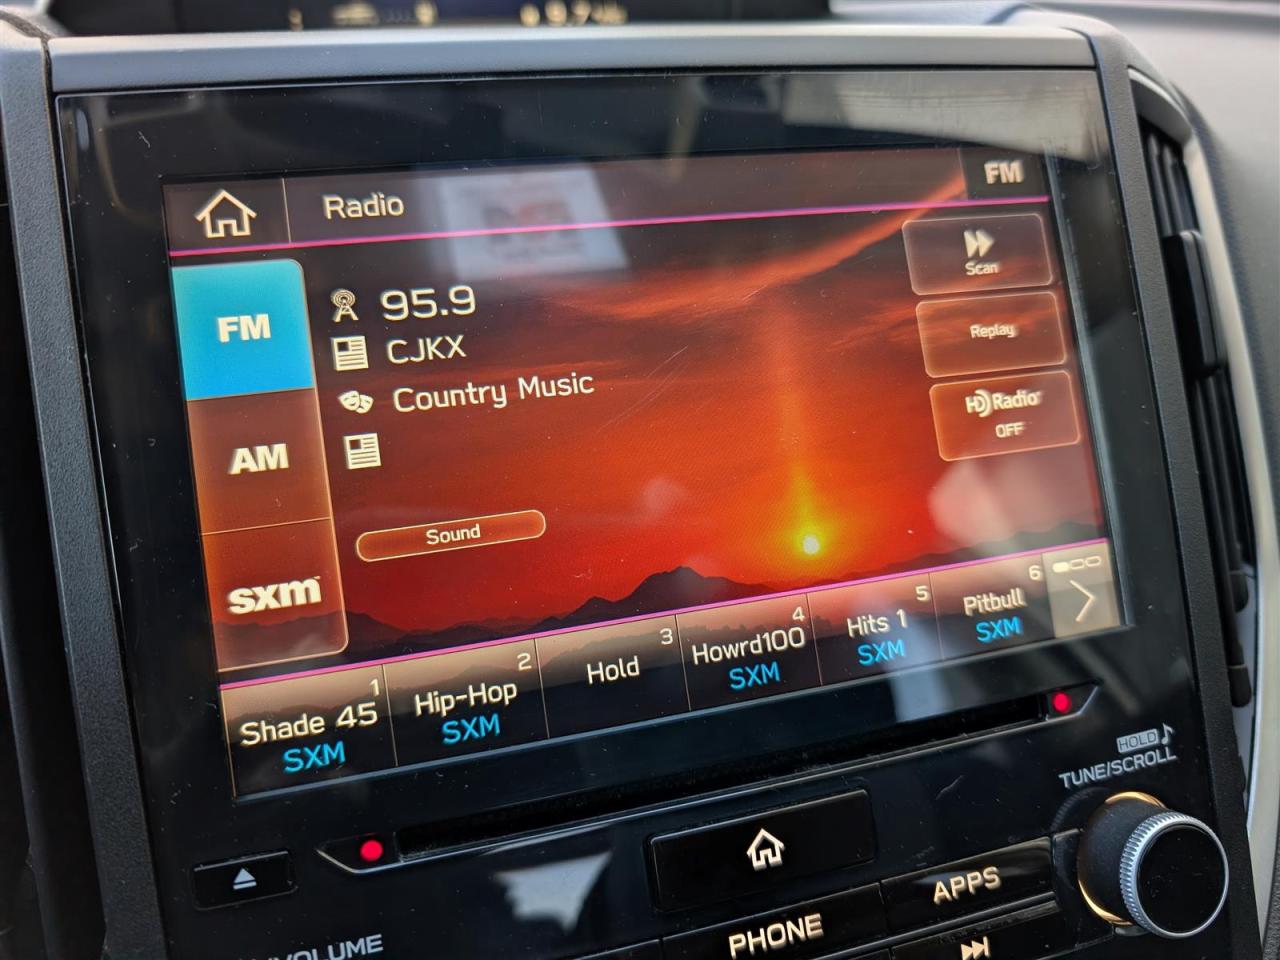 Radio
FM
FM
AM
sxm
95.9
CJKX
Country Music
Sound
Scan
Replay
HD Radio
OFF
1
Shade 45
SXM
2
Hip-Hop
SXM
3
Hold
4
Howrd100
SXM
5
Hits 1
SXM
6
Pitbull
SXM
HOLD
TUNE/SCROLL
APPS
PHONE
VOLUME